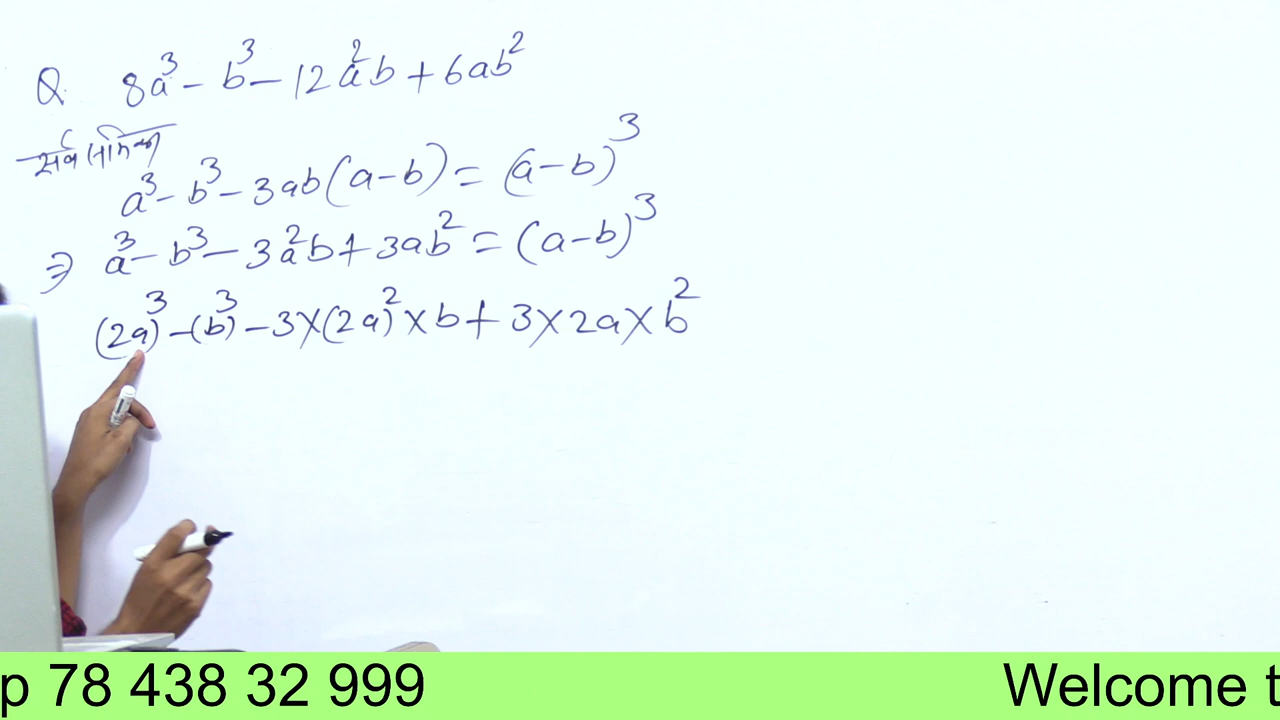 Q. 8a³ - b³ - 12a²b + 6ab²
सर्वसमिका
a³ - b³ - 3ab(a-b) = (a-b)³
⇒ a³ - b³ - 3a²b + 3ab² = (a-b)³
(2a)³ - (b)³ - 3×(2a)²×b + 3×2a×b²
p 78 438 32 999 Welcome t